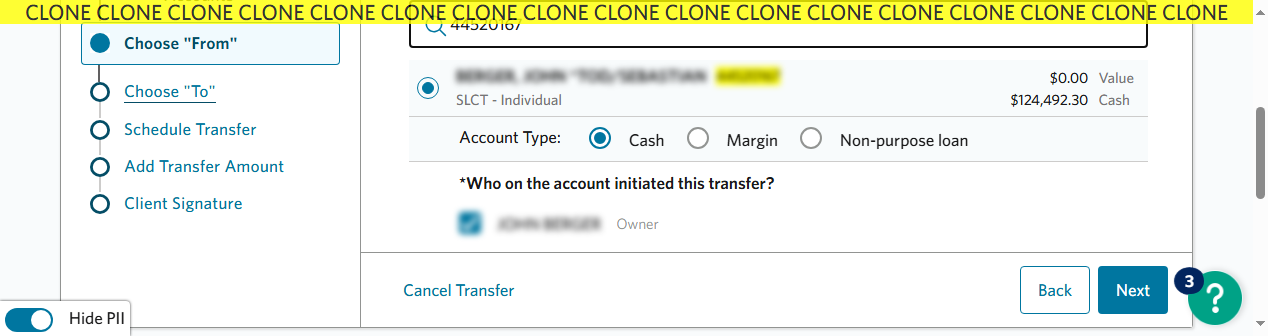 CLONE CLONE CLONE CLONE CLONE CLONE CLONE CLONE CLONE CLONE CLONE CLONE CLONE CLONE CLONE CLONE CLONE
44520167
Choose "From"
Choose "To"
Schedule Transfer
Add Transfer Amount
Client Signature
$0.00 Value
SLCT - Individual
$124,492.30 Cash
Account Type: Cash Margin Non-purpose loan
*Who on the account initiated this transfer?
Owner
Cancel Transfer
Back
Next
3
?
Hide PII